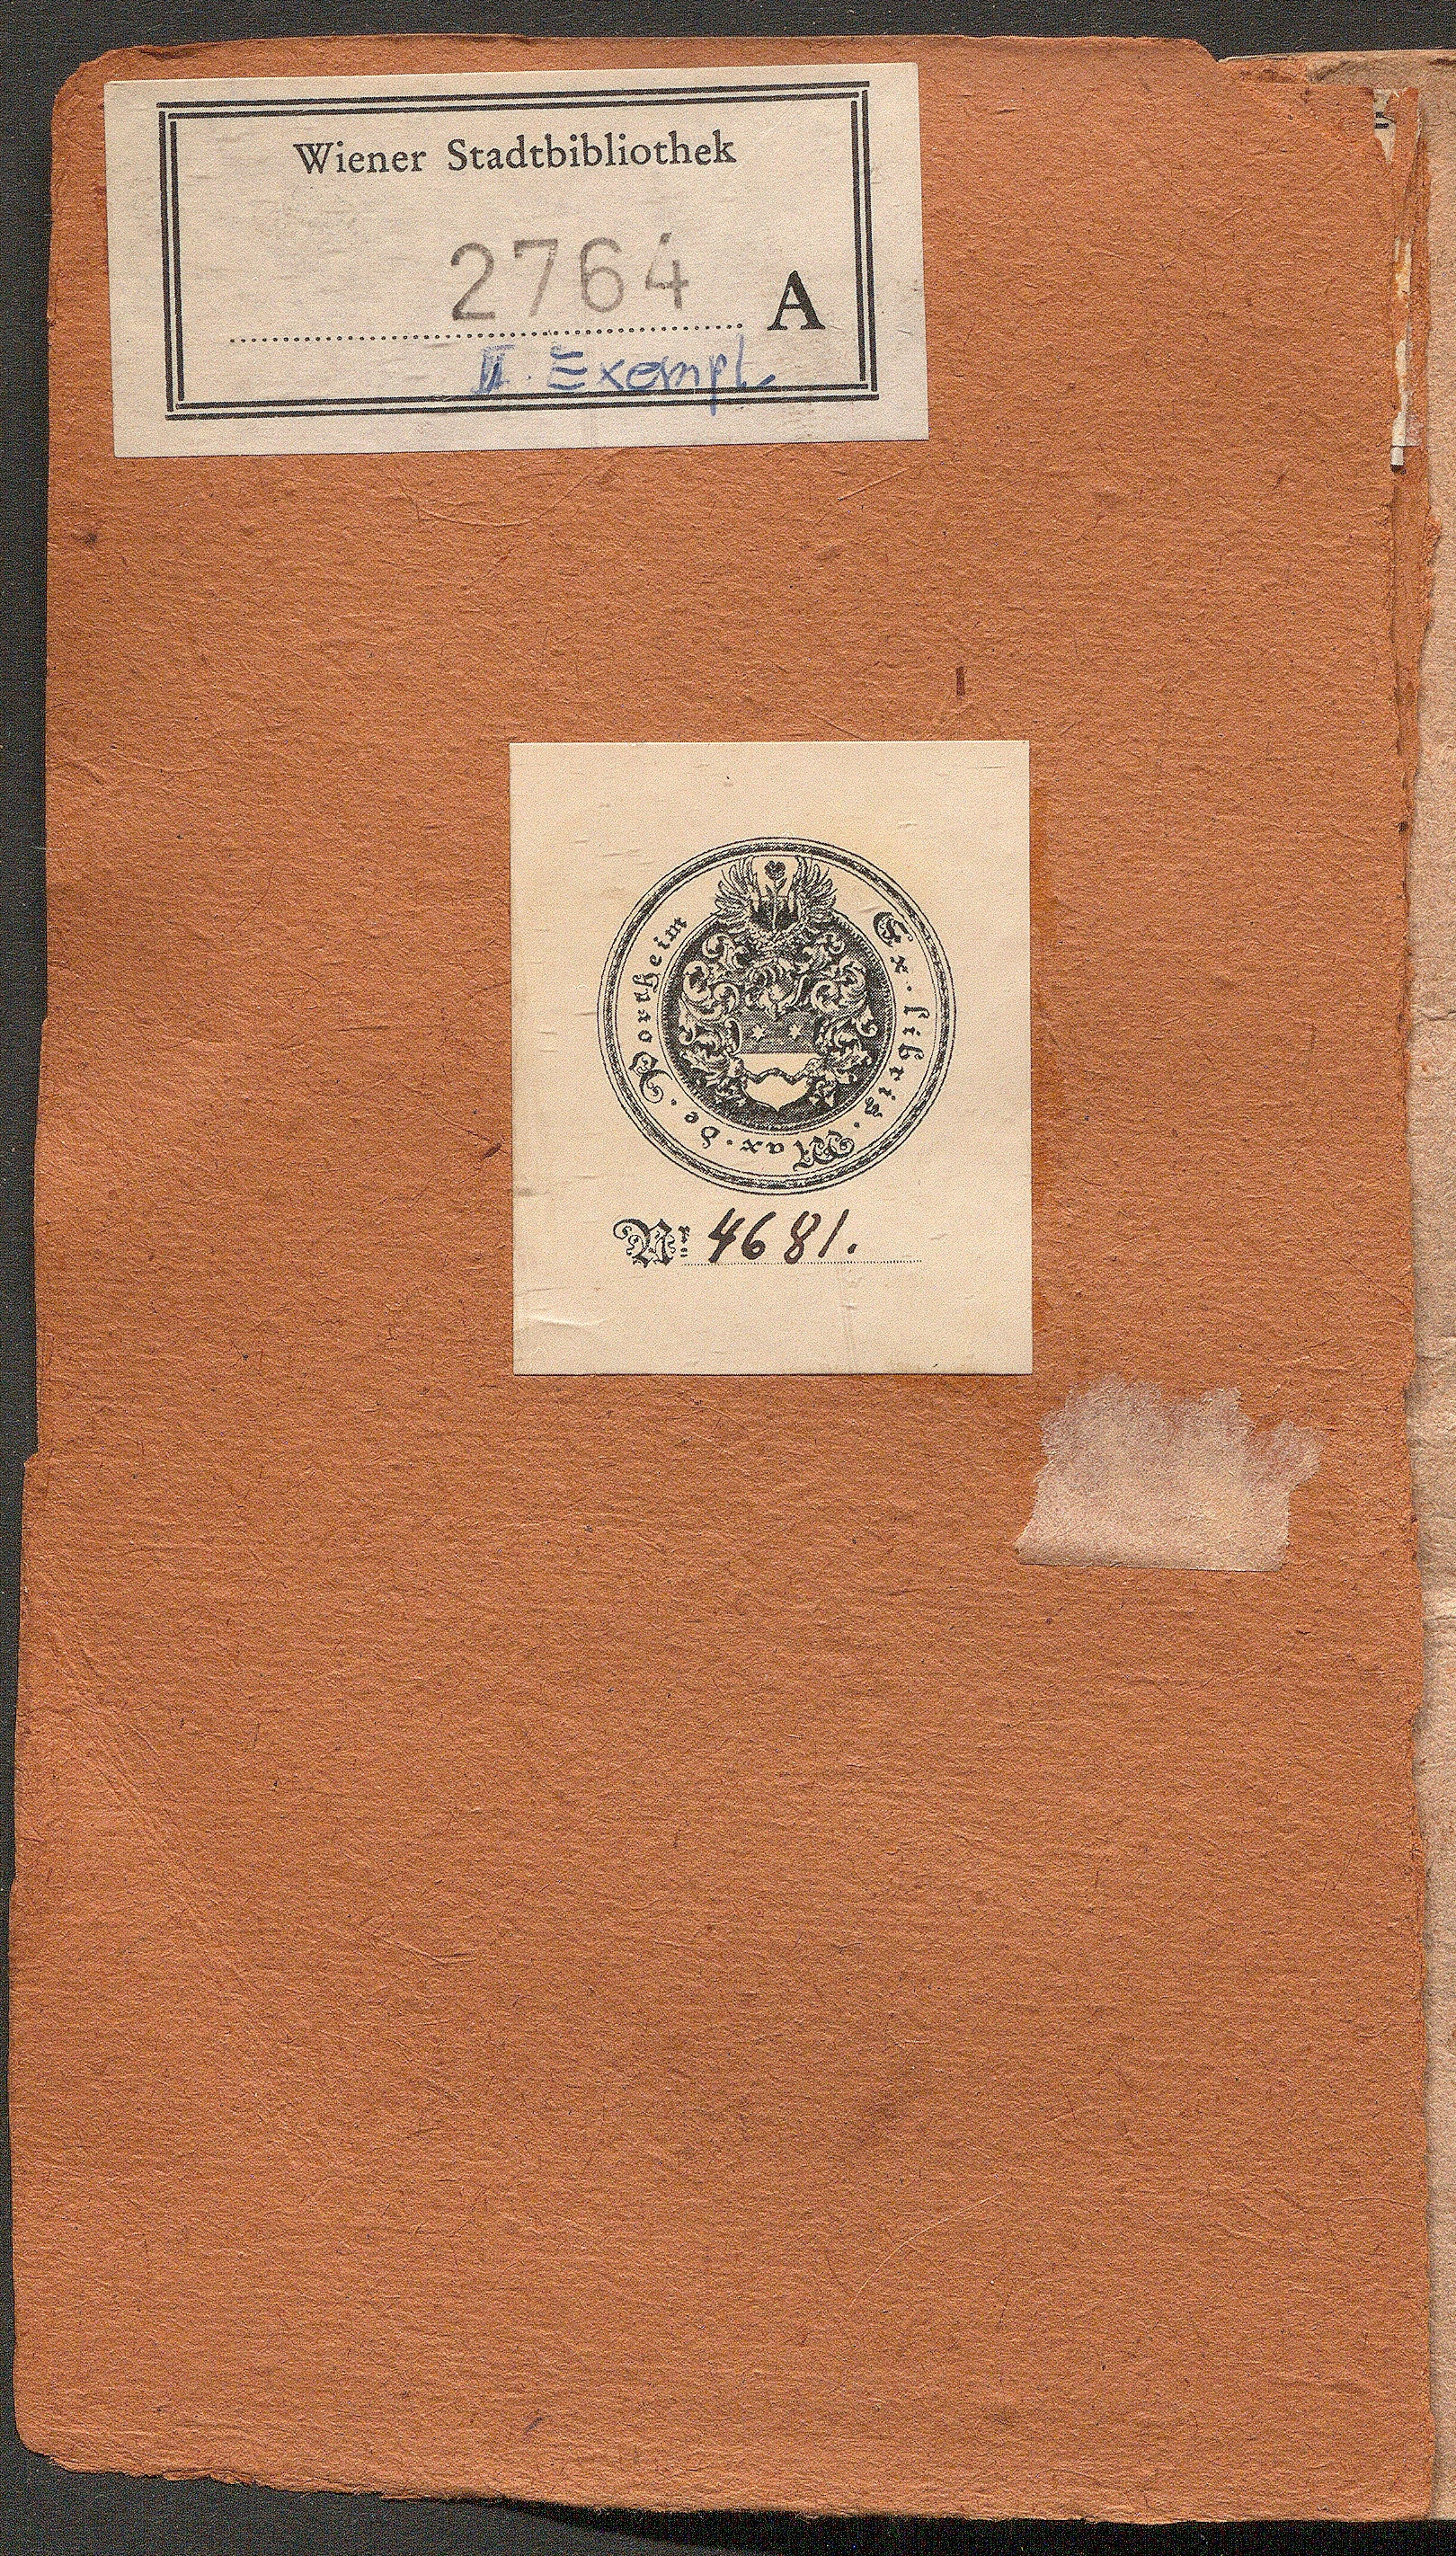 Wiener Stadtbibliothek
2764 A
II. Exempl.
Ex · libris · Max · de · Portheim
Nr. 4681.